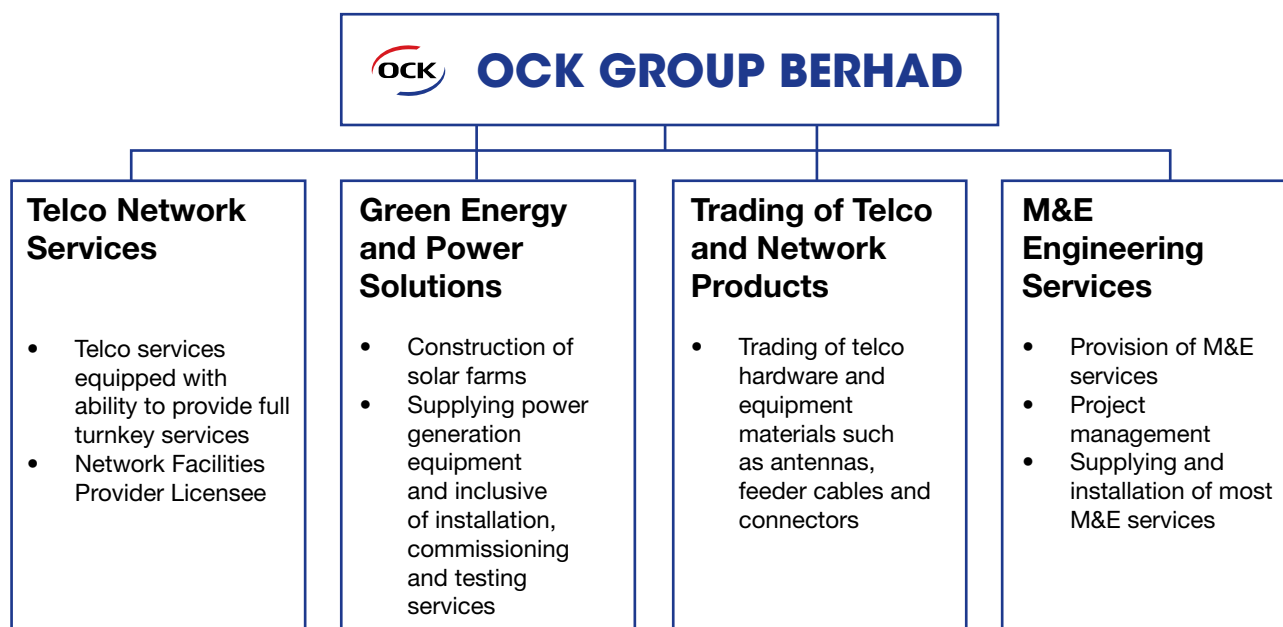 OCK
OCK GROUP BERHAD
Telco Network
Services
• Telco services
equipped with
ability to provide full
turnkey services
• Network Facilities
Provider Licensee
Green Energy
and Power
Solutions
• Construction of
solar farms
• Supplying power
generation
equipment
and inclusive
of installation,
commissioning
and testing
services
Trading of Telco
and Network
Products
• Trading of telco
hardware and
equipment
materials such
as antennas,
feeder cables and
connectors
M&E
Engineering
Services
• Provision of M&E
services
• Project
management
• Supplying and
installation of most
M&E services